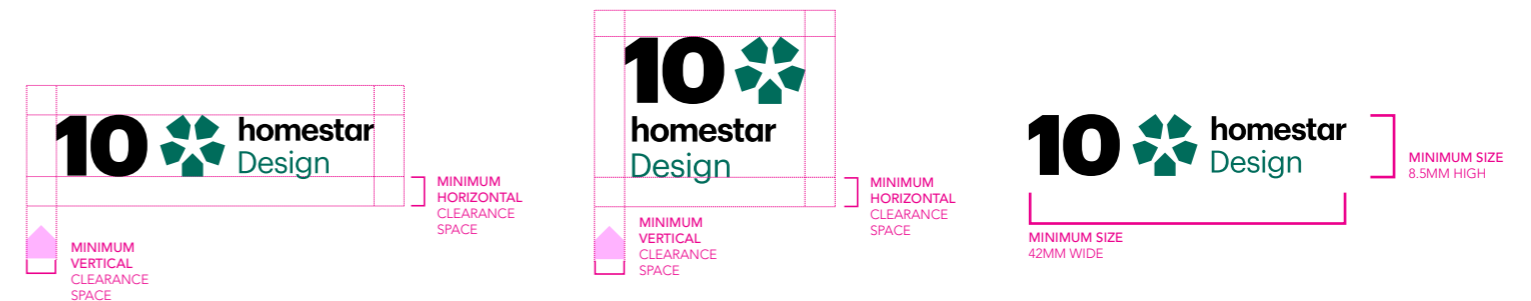 10 homestar
Design
MINIMUM
HORIZONTAL
CLEARANCE
SPACE
MINIMUM
VERTICAL
CLEARANCE
SPACE
10
homestar
Design
MINIMUM
HORIZONTAL
CLEARANCE
SPACE
MINIMUM
VERTICAL
CLEARANCE
SPACE
10 homestar
Design
MINIMUM SIZE
8.5MM HIGH
MINIMUM SIZE
42MM WIDE